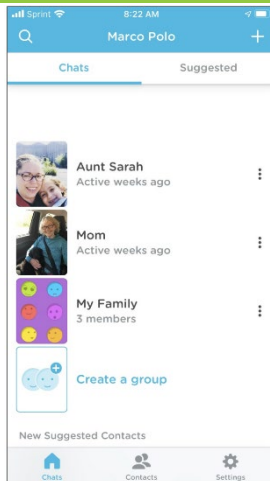 Sprint 8:22 AM
Marco Polo
Chats Suggested
Aunt Sarah
Active weeks ago
Mom
Active weeks ago
My Family
3 members
Create a group
New Suggested Contacts
Chats Contacts Settings